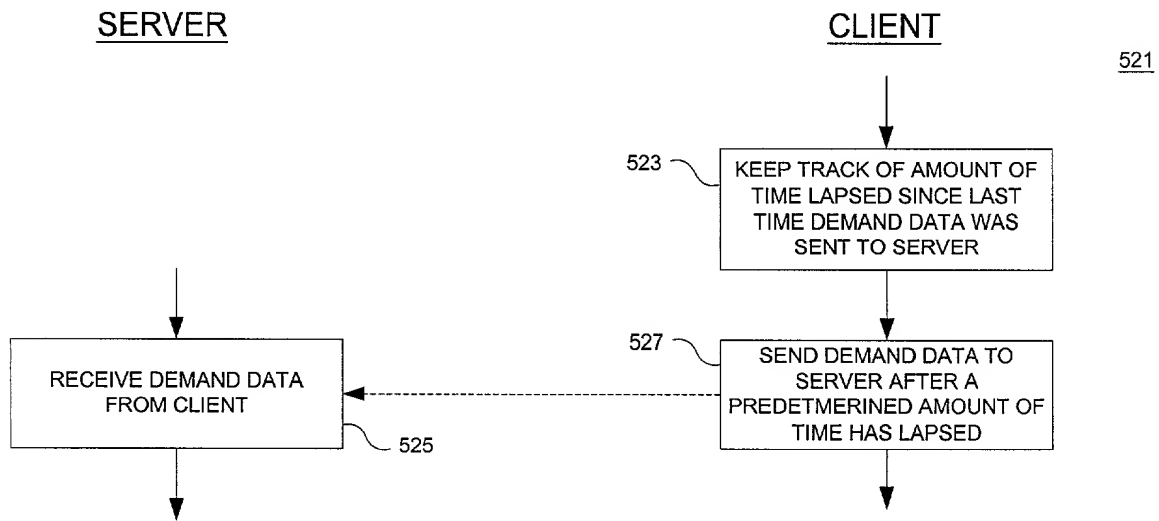 SERVER
CLIENT
521
523
KEEP TRACK OF AMOUNT OF
TIME LAPSED SINCE LAST
TIME DEMAND DATA WAS
SENT TO SERVER
527
SEND DEMAND DATA TO
SERVER AFTER A
PREDETMERINED AMOUNT OF
TIME HAS LAPSED
RECEIVE DEMAND DATA
FROM CLIENT
525